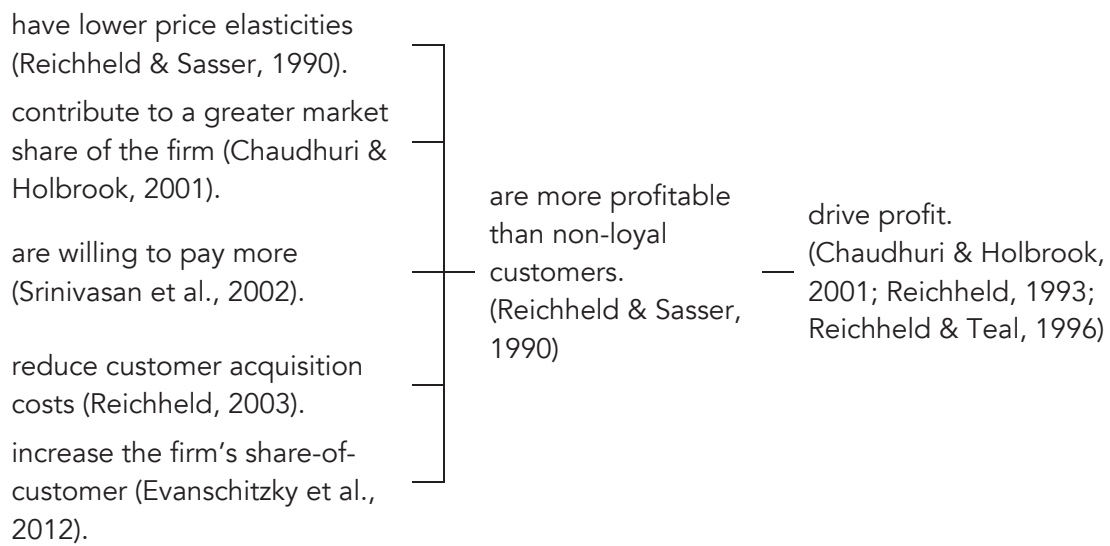 have lower price elasticities
(Reichheld & Sasser, 1990).
contribute to a greater market
share of the firm (Chaudhuri &
Holbrook, 2001).
are willing to pay more
(Srinivasan et al., 2002).
reduce customer acquisition
costs (Reichheld, 2003).
increase the firm’s share-of-
customer (Evanschitzky et al.,
2012).
are more profitable
than non-loyal
customers.
(Reichheld & Sasser,
1990)
drive profit.
(Chaudhuri & Holbrook,
2001; Reichheld, 1993;
Reichheld & Teal, 1996)